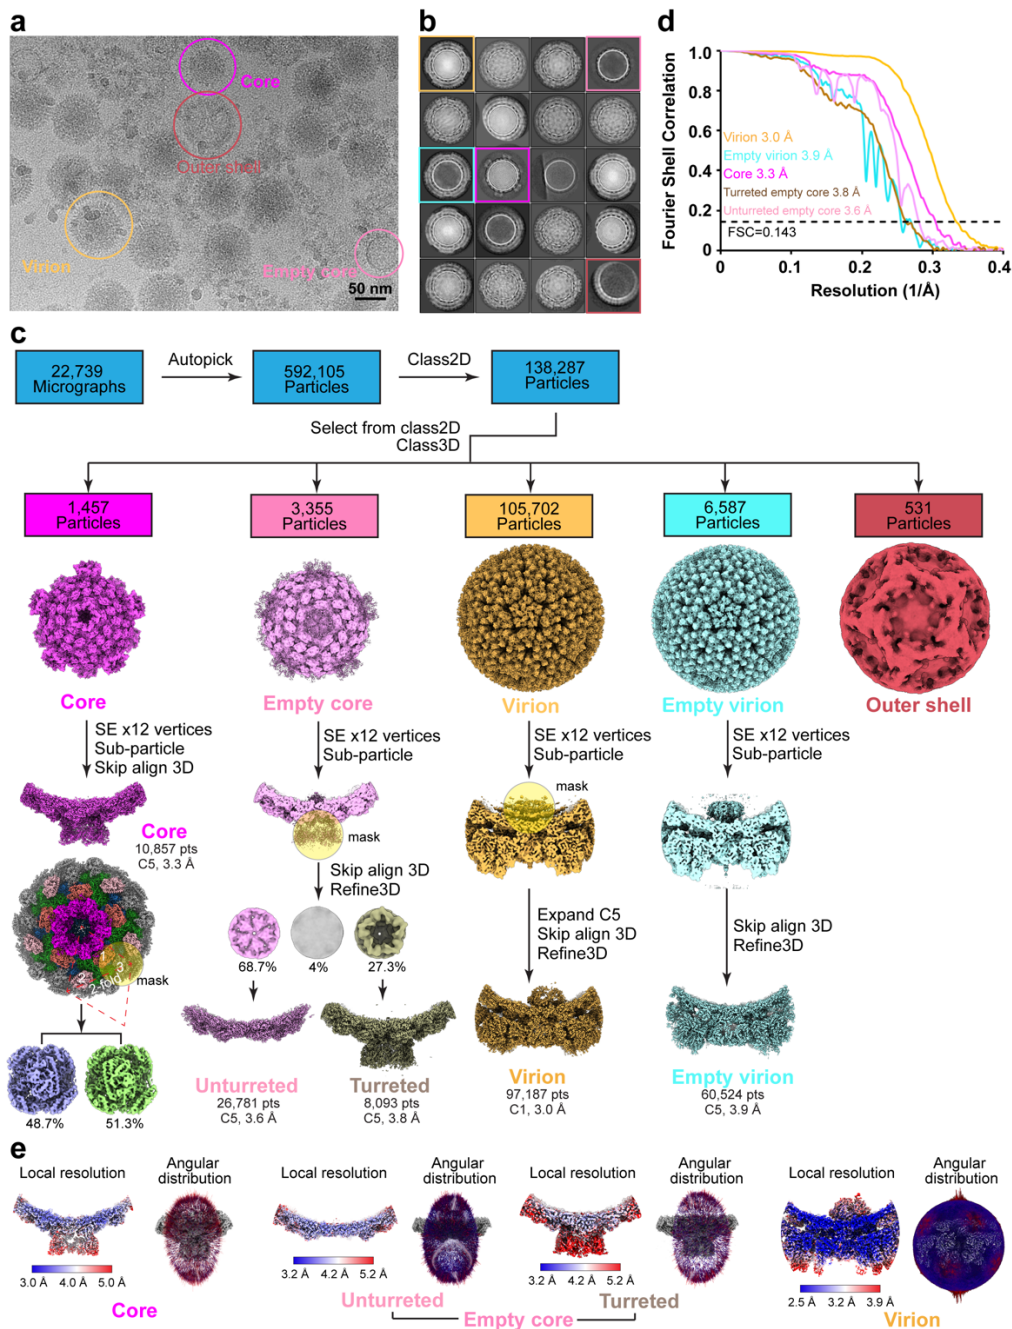 a
Core
Outer shell
Virion
Empty core
50 nm
b
d
Fourier Shell Correlation
1.0
0.8
0.6
0.4
0.2
0
Virion 3.0 Å
Empty virion 3.9 Å
Core 3.3 Å
Turreted empty core 3.8 Å
Unturreted empty core 3.6 Å
FSC=0.143
0 0.1 0.2 0.3 0.4
Resolution (1/Å)
c
22,739
Micrographs
Autopick
592,105
Particles
Class2D
138,287
Particles
Select from class2D
Class3D
1,457
Particles
3,355
Particles
105,702
Particles
6,587
Particles
531
Particles
Core
Empty core
Virion
Empty virion
Outer shell
SE x12 vertices
Sub-particle
Skip align 3D
SE x12 vertices
Sub-particle
SE x12 vertices
Sub-particle
SE x12 vertices
Sub-particle
Core
10,857 pts
C5, 3.3 Å
1
2
3
2-fold
mask
48.7%
51.3%
mask
Skip align 3D
Refine3D
68.7%
4%
27.3%
Unturreted
26,781 pts
C5, 3.6 Å
Turreted
8,093 pts
C5, 3.8 Å
mask
Expand C5
Skip align 3D
Refine3D
Virion
97,187 pts
C1, 3.0 Å
Skip align 3D
Refine3D
Empty virion
60,524 pts
C5, 3.9 Å
e
Local resolution
Angular
distribution
3.0 Å 4.2 Å 5.0 Å
Core
Local resolution
Angular
distribution
3.2 Å 4.2 Å 5.2 Å
Unturreted
Local resolution
Angular
distribution
3.2 Å 4.2 Å 5.2 Å
Turreted
Empty core
Local resolution
Angular
distribution
2.5 Å 3.2 Å 3.9 Å
Virion